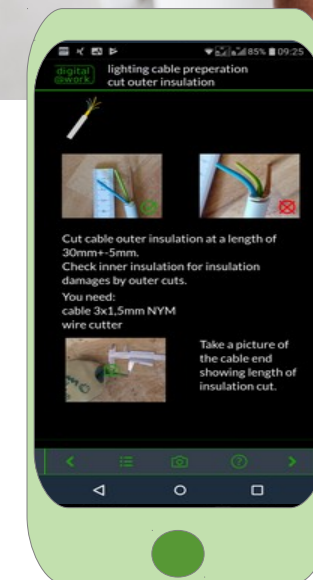 85% 09:25
digital
@work
lighting cable preperation
cut outer insulation
Cut cable outer insulation at a length of
30mm+-5mm.
Check inner insulation for insulation
damages by outer cuts.
You need:
cable 3x1,5mm NYM
wire cutter
Take a picture of
the cable end
showing length of
insulation cut.
?